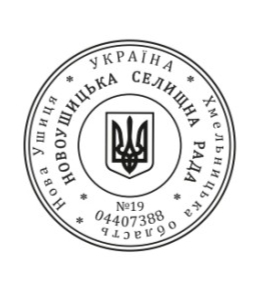 * УКРАЇНА *
Хмельницька область
Нова Ушиця
* НОВОУШИЦЬКА СЕЛИЩНА РАДА *
№19
04407388